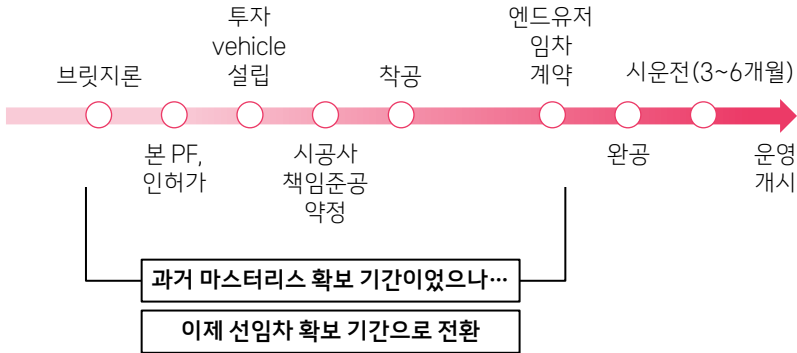 브릿지론
본 PF,
인허가
투자
vehicle
설립
시공사
책임준공
약정
착공
엔드유저
임차
계약
완공
시운전(3~6개월)
운영
개시
과거 마스터리스 확보 기간이었으나…
이제 선임차 확보 기간으로 전환